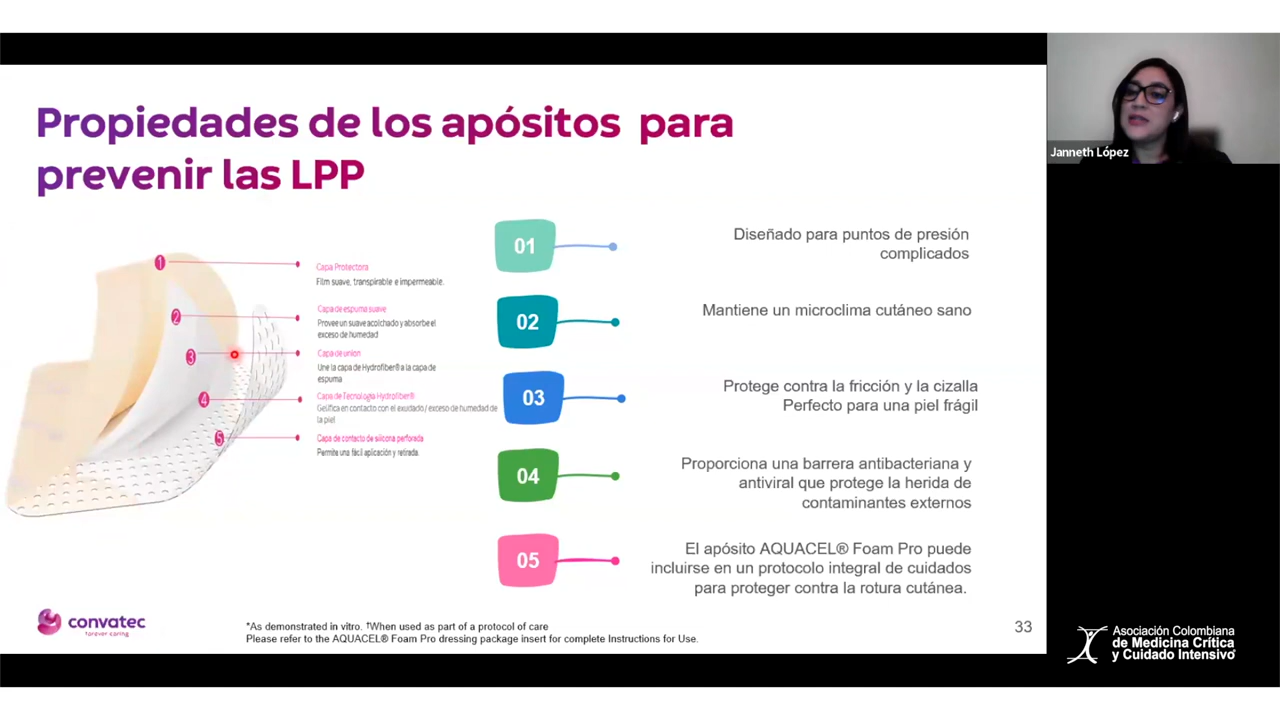 Propiedades de los apósitos para
prevenir las LPP
1
Capa Protectora
Film suave, transpirable e impermeable.
2
Capa de espuma suave
Provee un suave acolchado y absorbe el
exceso de humedad
3
Capa de union
Une la capa de Hydrofiber® a la capa de
espuma
4
Capa de Tecnologia Hydrofiber®
Gelifica en contacto con el exudado / exceso de humedad de
la piel
5
Capa de contacto de silicona perforada
Permite una fácil aplicación y retirada.
01
Diseñado para puntos de presión
complicados
02
Mantiene un microclima cutáneo sano
03
Protege contra la fricción y la cizalla
Perfecto para una piel frágil
04
Proporciona una barrera antibacteriana y
antiviral que protege la herida de
contaminantes externos
05
El apósito AQUACEL® Foam Pro puede
incluirse en un protocolo integral de cuidados
para proteger contra la rotura cutánea.
convatec
forever caring
*As demonstrated in vitro. †When used as part of a protocol of care
Please refer to the AQUACEL® Foam Pro dressing package insert for complete Instructions for Use.
33
Janneth López
Asociación Colombiana
de Medicina Crítica
y Cuidado Intensivo